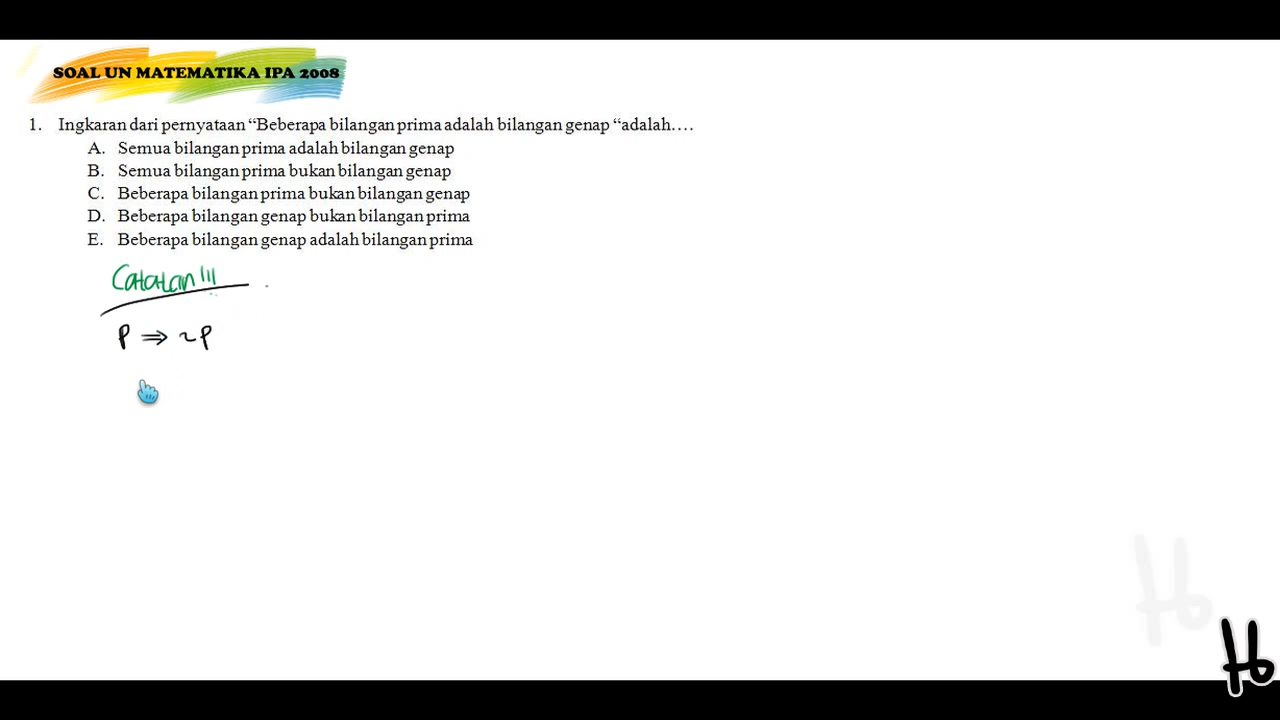 SOAL UN MATEMATIKA IPA 2008
1. Ingkaran dari pernyataan “Beberapa bilangan prima adalah bilangan genap “adalah….
A. Semua bilangan prima adalah bilangan genap
B. Semua bilangan prima bukan bilangan genap
C. Beberapa bilangan prima bukan bilangan genap
D. Beberapa bilangan genap bukan bilangan prima
E. Beberapa bilangan genap adalah bilangan prima
Catatan !!!
P ⇒ ~P